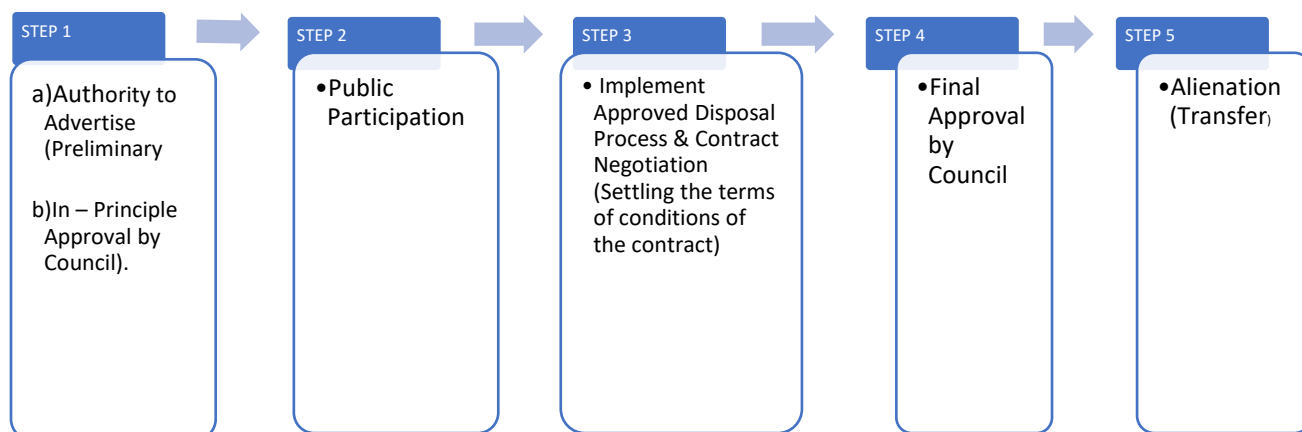 STEP 1
a)Authority to
Advertise
(Preliminary
b)In – Principle
Approval by
Council).
STEP 2
•Public
Participation
STEP 3
• Implement
Approved Disposal
Process & Contract
Negotiation
(Settling the terms
of conditions of
the contract)
STEP 4
•Final
Approval
by
Council
STEP 5
•Alienation
(Transfer)